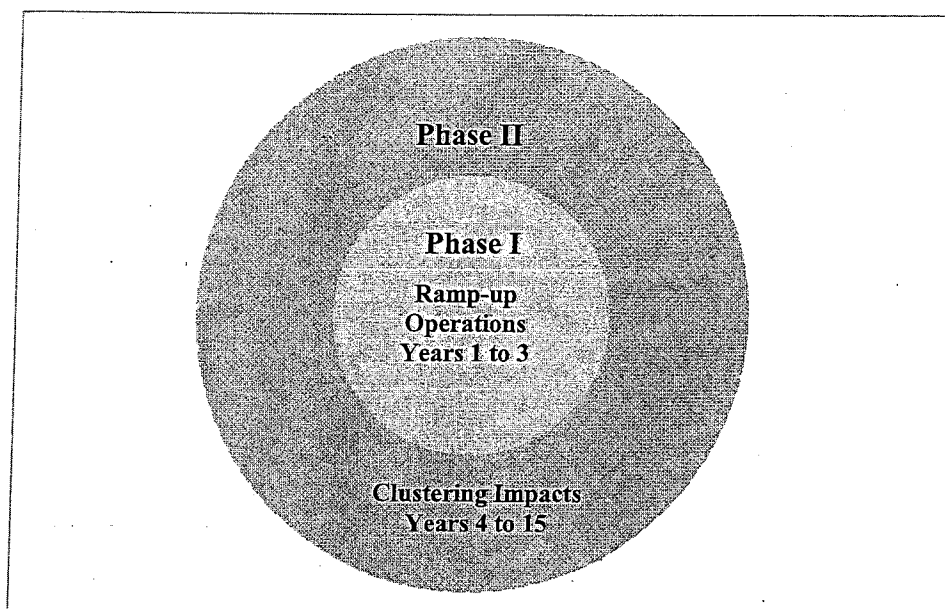 Phase II
Phase I
Ramp-up
Operations
Years 1 to 3
Clustering Impacts
Years 4 to 15